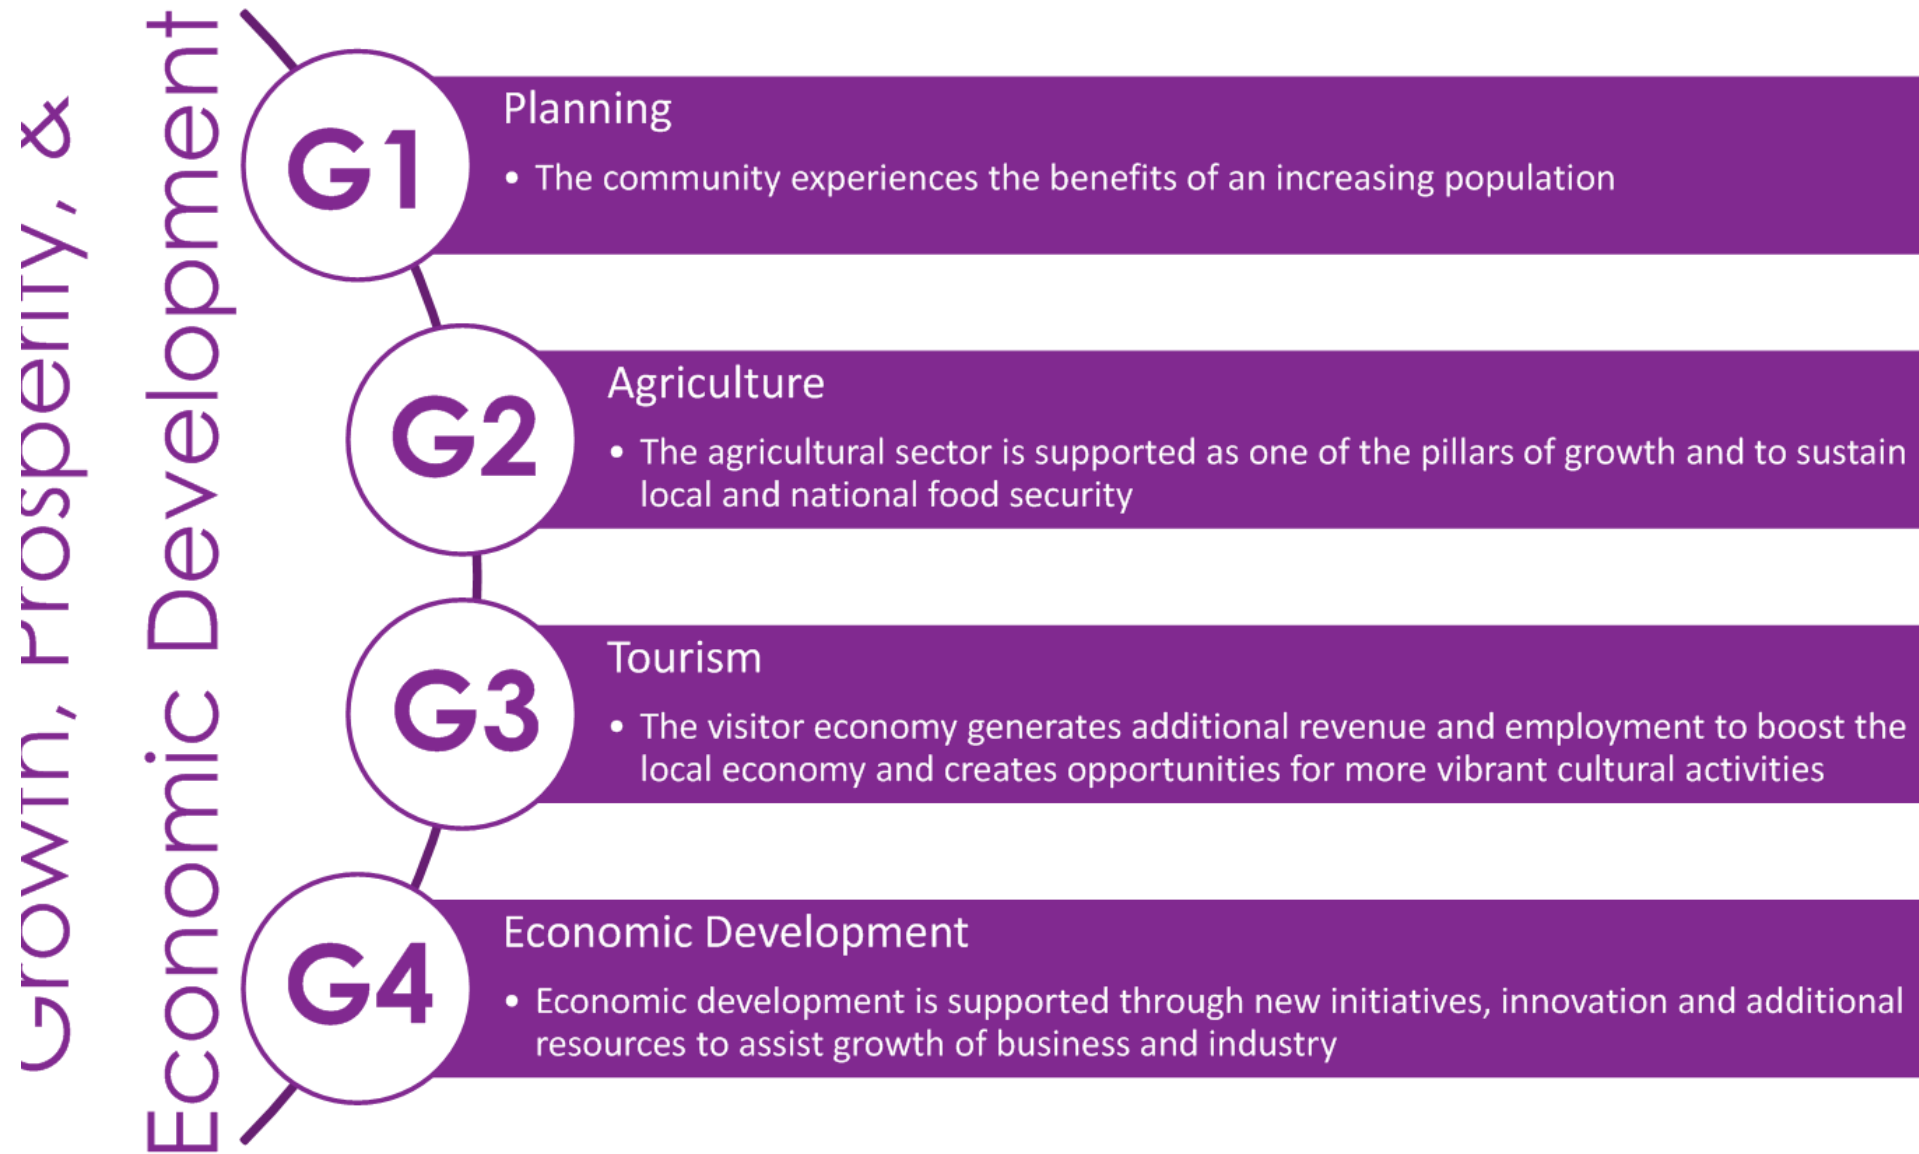 Growth, Prosperity, &
Economic Development
G1
Planning
• The community experiences the benefits of an increasing population
G2
Agriculture
• The agricultural sector is supported as one of the pillars of growth and to sustain
local and national food security
G3
Tourism
• The visitor economy generates additional revenue and employment to boost the
local economy and creates opportunities for more vibrant cultural activities
G4
Economic Development
• Economic development is supported through new initiatives, innovation and additional
resources to assist growth of business and industry